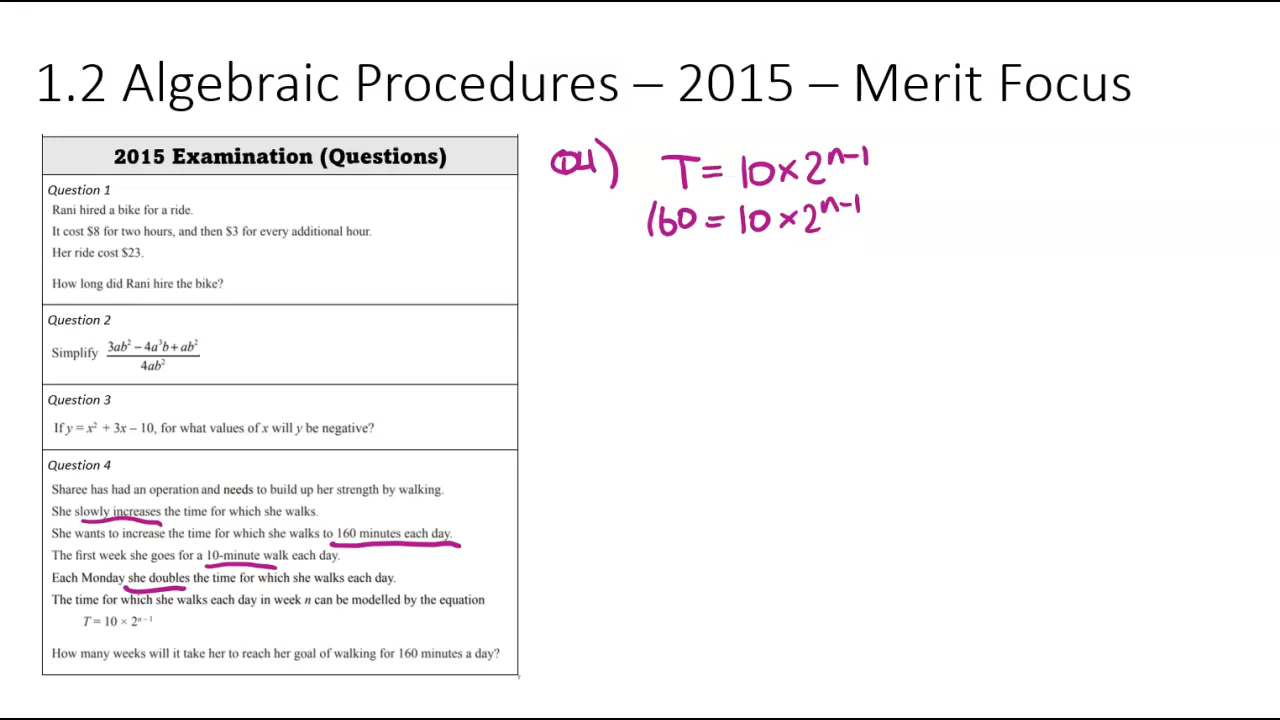 1.2 Algebraic Procedures – 2015 – Merit Focus
2015 Examination (Questions)
Question 1
Rani hired a bike for a ride.
It cost $8 for two hours, and then $3 for every additional hour.
Her ride cost $23.
How long did Rani hire the bike?
Question 2
Simplify (3ab² – 4a³b + ab²) / 4ab²
Question 3
If y = x² + 3x – 10, for what values of x will y be negative?
Question 4
Sharee has had an operation and needs to build up her strength by walking.
She slowly increases the time for which she walks.
She wants to increase the time for which she walks to 160 minutes each day.
The first week she goes for a 10-minute walk each day.
Each Monday she doubles the time for which she walks each day.
The time for which she walks each day in week n can be modelled by the equation
T = 10 × 2ⁿ⁻¹
How many weeks will it take her to reach her goal of walking for 160 minutes a day?
Q4) T = 10 × 2ⁿ⁻¹
160 = 10 × 2ⁿ⁻¹